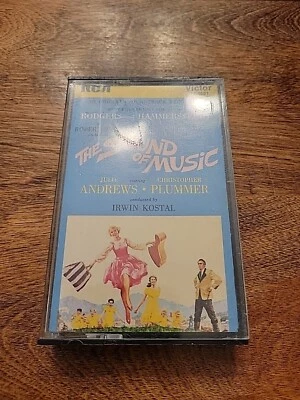 RCA Victor
RODGERS HAMMERSTEIN
THE SOUND
OF MUSIC
JULIE CHRISTOPHER
ANDREWS • PLUMMER
conducted by
IRWIN KOSTAL